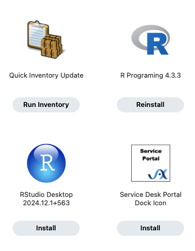 Quick Inventory Update
R Programing 4.3.3
Run Inventory
Reinstall
R
Service
Portal
JAX
RStudio Desktop
2024.12.1+563
Service Desk Portal
Dock Icon
Install
Install